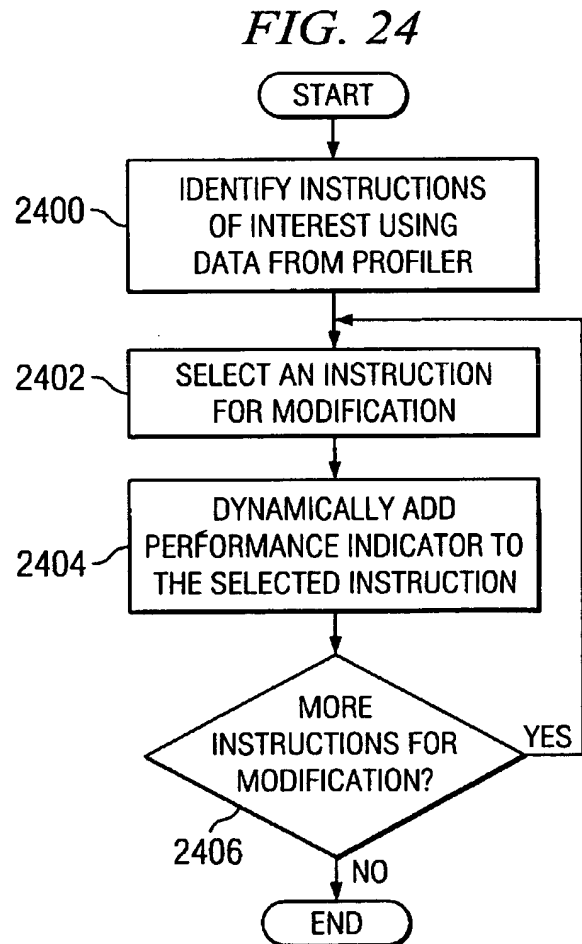 FIG. 24
START
2400
IDENTIFY INSTRUCTIONS
OF INTEREST USING
DATA FROM PROFILER
2402
SELECT AN INSTRUCTION
FOR MODIFICATION
2404
DYNAMICALLY ADD
PERFORMANCE INDICATOR TO
THE SELECTED INSTRUCTION
MORE
INSTRUCTIONS FOR
MODIFICATION?
YES
2406
NO
END